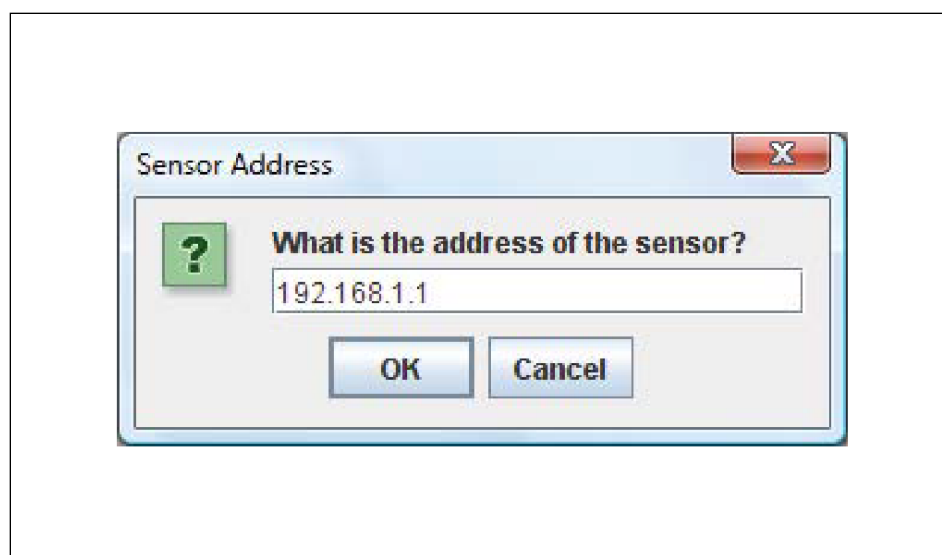 Sensor Address
X
?
What is the address of the sensor?
192.168.1.1
OK Cancel